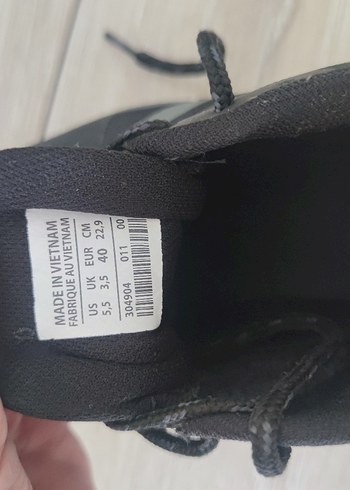 MADE IN VIETNAM
FABRIQUE AU VIETNAM
US UK EUR CM
5,5 3,5 40 22.9
304904 011 00